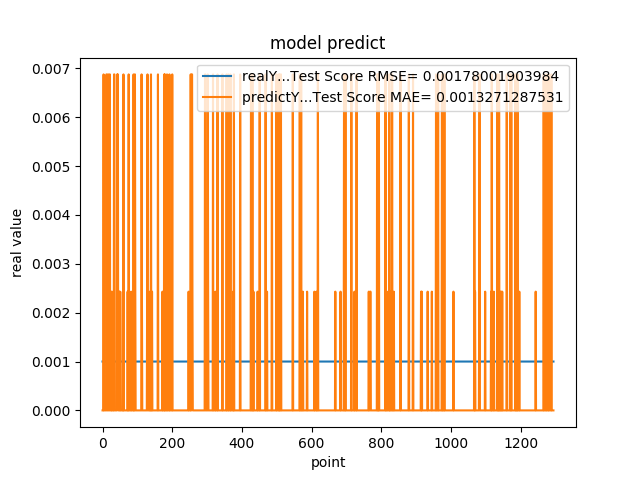 model predict
realY...Test Score RMSE= 0.00178001903984
predictY...Test Score MAE= 0.0013271287531
0.007
0.006
0.005
0.004
0.003
0.002
0.001
0.000
real value
0 200 400 600 800 1000 1200
point